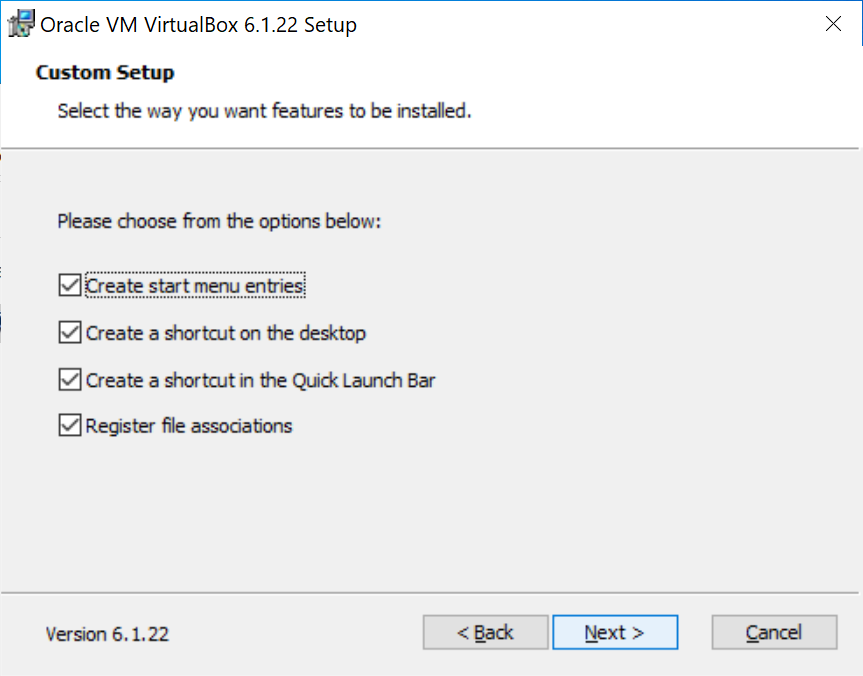 Oracle VM VirtualBox 6.1.22 Setup
Custom Setup
Select the way you want features to be installed.
Please choose from the options below:
Create start menu entries
Create a shortcut on the desktop
Create a shortcut in the Quick Launch Bar
Register file associations
Version 6.1.22
< Back
Next >
Cancel